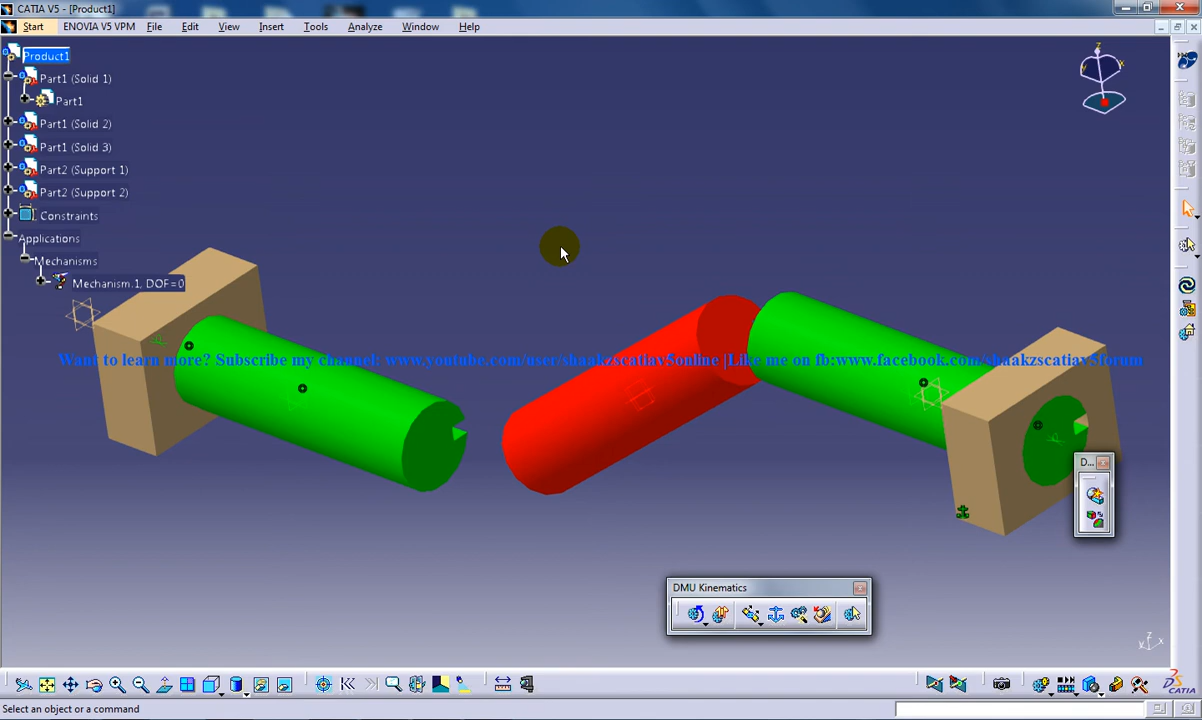 CATIA V5 - [Product1]
Start ENOVIA V5 VPM File Edit View Insert Tools Analyze Window Help
Product1
Part1 (Solid 1)
Part1
Part1 (Solid 2)
Part1 (Solid 3)
Part2 (Support 1)
Part2 (Support 2)
Constraints
Applications
Mechanisms
Mechanism.1, DOF=0
z
x
y
Want to learn more? Subscribe my channel: www.youtube.com/user/shaakzscatiav5online |Like me on fb:www.facebook.com/shaakzscatiav5forum
D...
DMU Kinematics
z
y x
CATIA
Select an object or a command